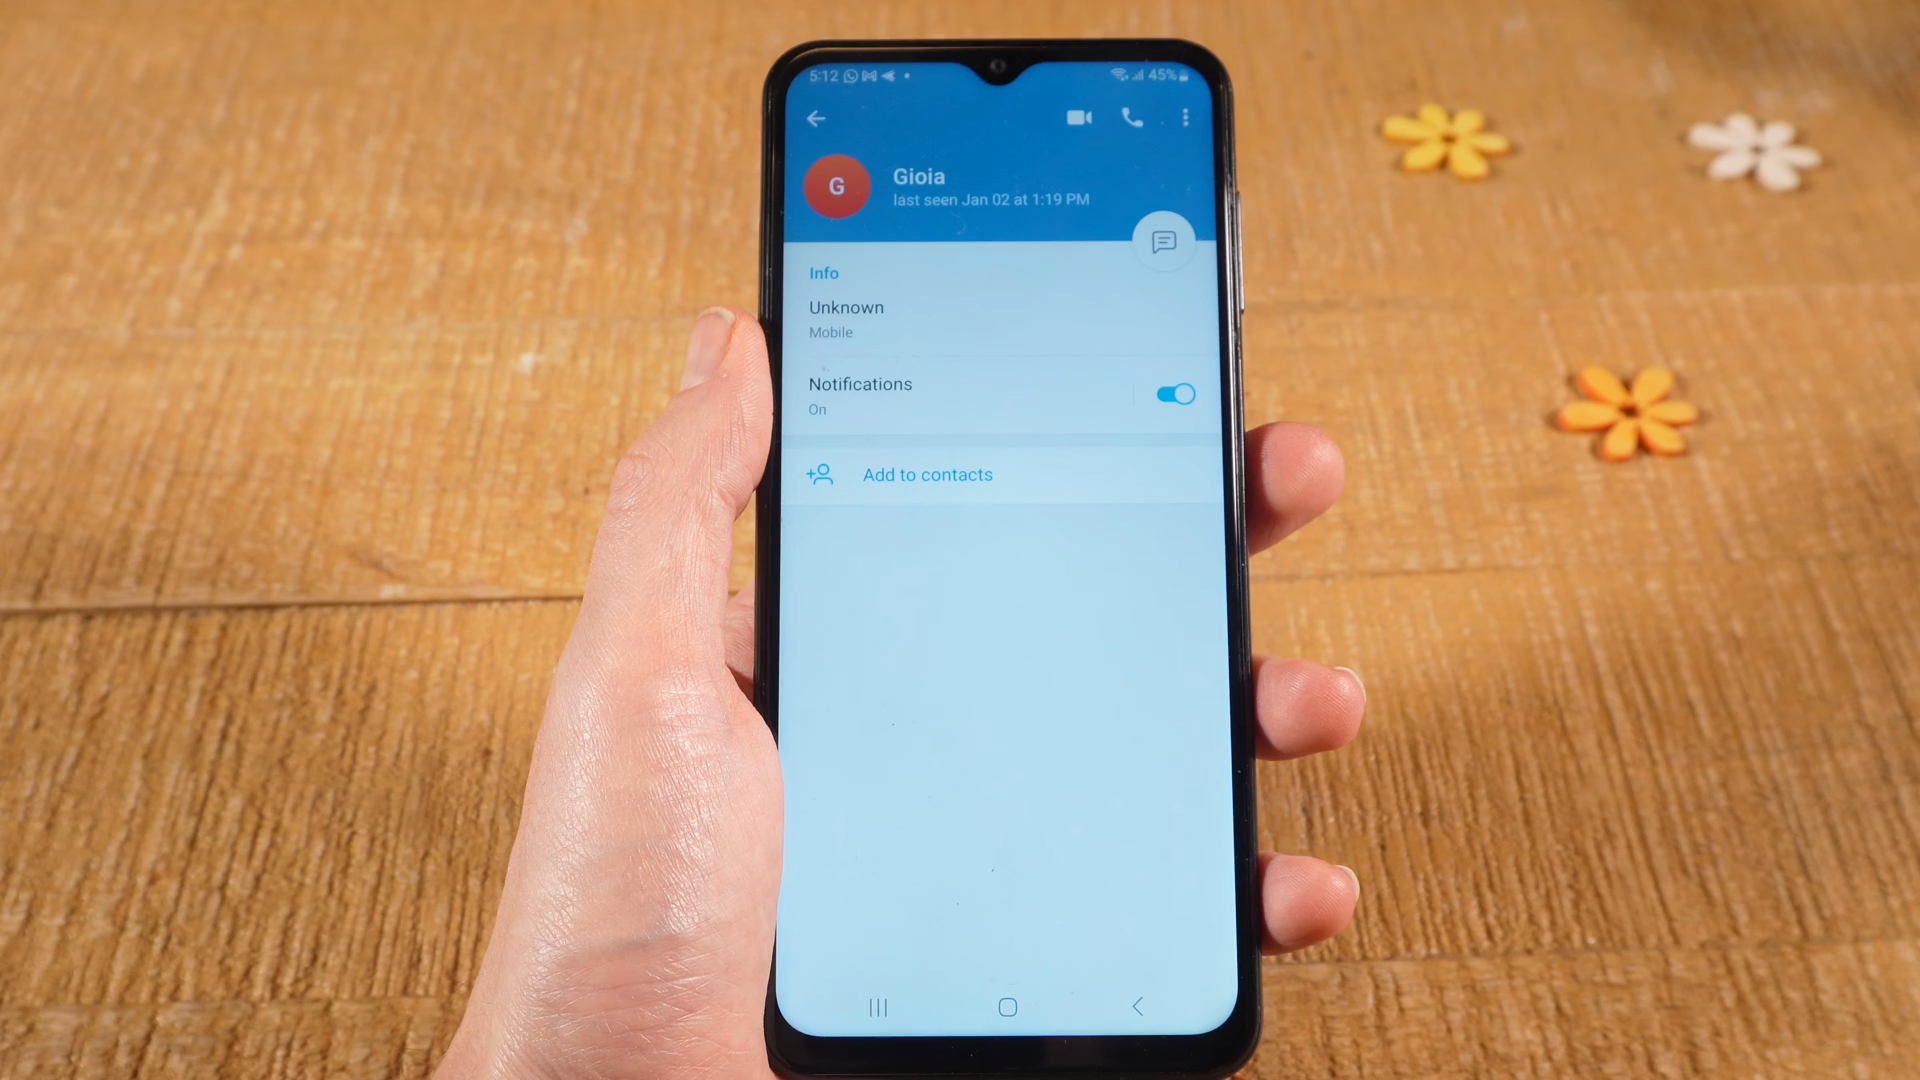 5:12
45%
G
Gioia
last seen Jan 02 at 1:19 PM
Info
Unknown
Mobile
Notifications
On
Add to contacts